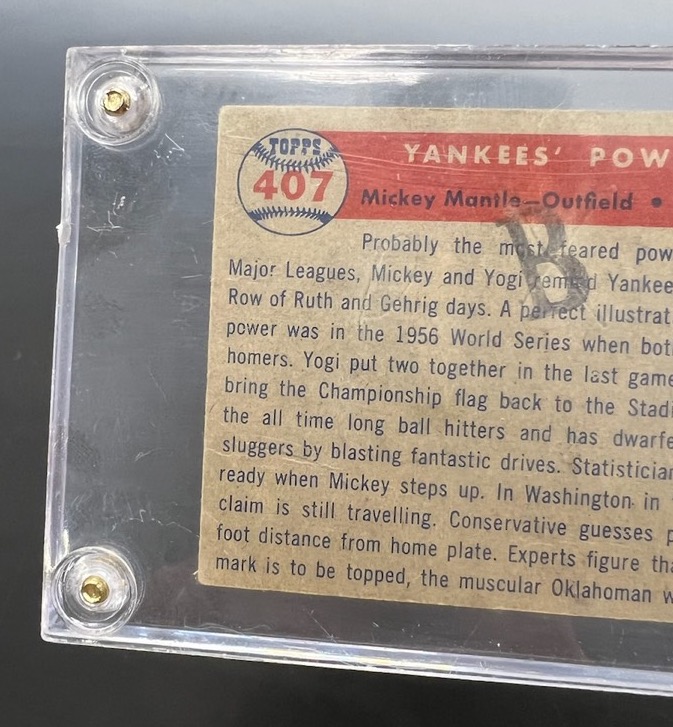 TOPPS
407
YANKEES' POW
Mickey Mantle—Outfield •
B
Probably the most feared pow
Major Leagues, Mickey and Yogi remind Yankee
Row of Ruth and Gehrig days. A perfect illustrat
power was in the 1956 World Series when bot
homers. Yogi put two together in the last game
bring the Championship flag back to the Stadi
the all time long ball hitters and has dwarfe
sluggers by blasting fantastic drives. Statistician
ready when Mickey steps up. In Washington in
claim is still travelling. Conservative guesses p
foot distance from home plate. Experts figure tha
mark is to be topped, the muscular Oklahoman w